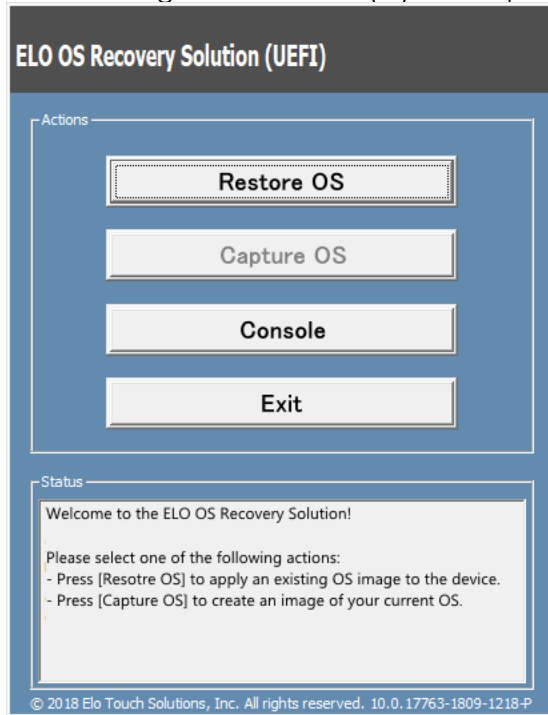 ELO OS Recovery Solution (UEFI)
Actions
Restore OS
Capture OS
Console
Exit
Status
Welcome to the ELO OS Recovery Solution!
Please select one of the following actions:
- Press [Resotre OS] to apply an existing OS image to the device.
- Press [Capture OS] to create an image of your current OS.
© 2018 Elo Touch Solutions, Inc. All rights reserved. 10.0.17763-1809-1218-P